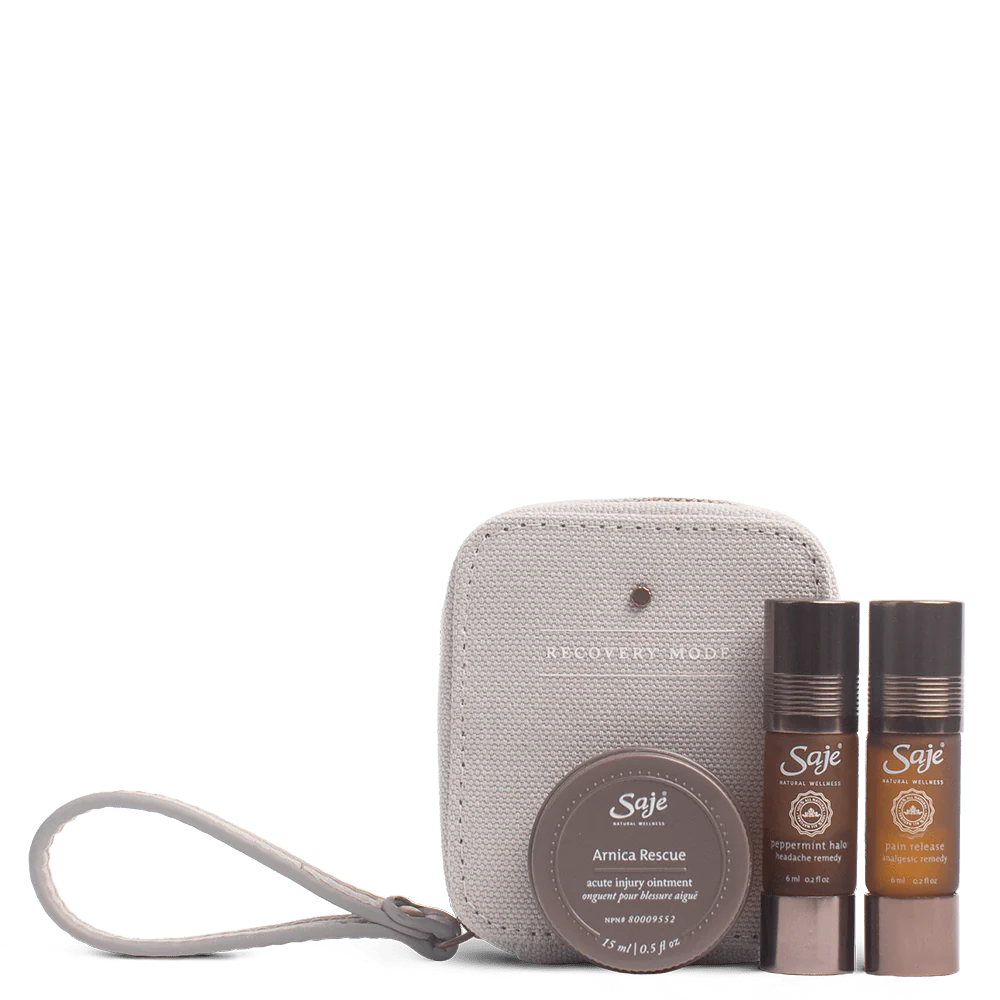 RECOVERY MODE
Saje®
NATURAL WELLNESS
Arnica Rescue
acute injury ointment
onguent pour blessure aiguë
NPN# 80009552
15 ml | 0.5 fl oz
Saje®
NATURAL WELLNESS
peppermint halo
headache remedy
6 ml 0.2 fl oz
Saje®
NATURAL WELLNESS
pain release
analgesic remedy
6 ml 0.2 fl oz